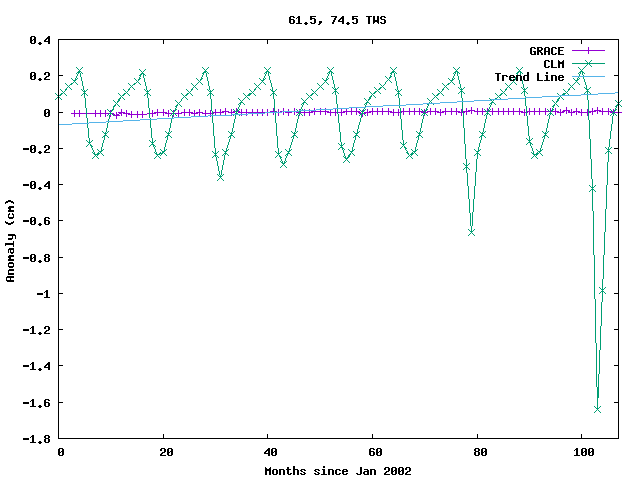 61.5, 74.5 TWS
GRACE
CLM
Trend Line
0.4
0.2
0
-0.2
-0.4
-0.6
-0.8
-1
-1.2
-1.4
-1.6
-1.8
Anomaly (cm)
0 20 40 60 80 100
Months since Jan 2002